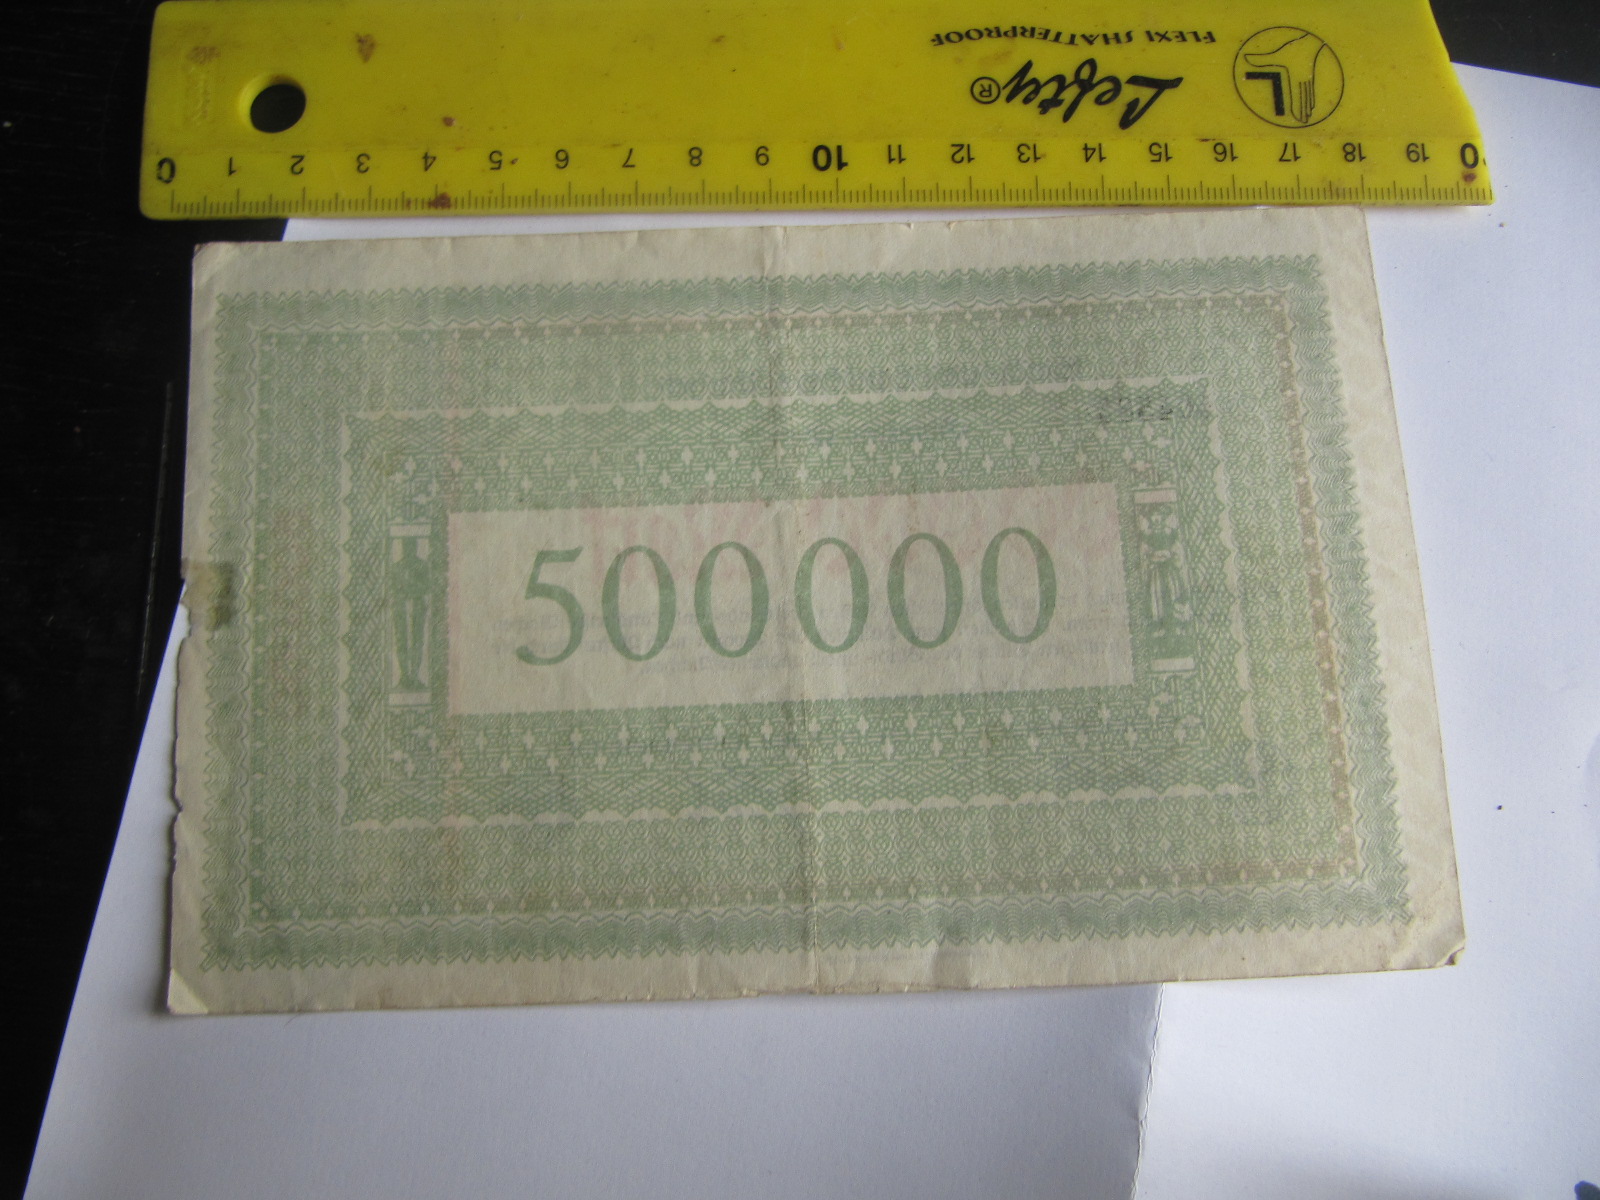 FLEXI SHATTERPROOF
Lefty®
L
0 1 2 3 4 5 6 7 8 9 10 11 12 13 14 15 16 17 18 19
500000